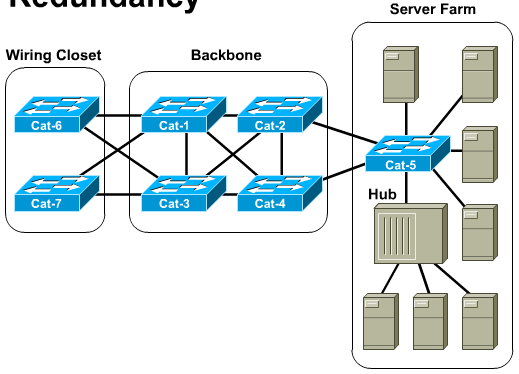 Redundancy
Server Farm
Wiring Closet
Backbone
Cat-6
Cat-1
Cat-2
Cat-5
Hub
Cat-7
Cat-3
Cat-4